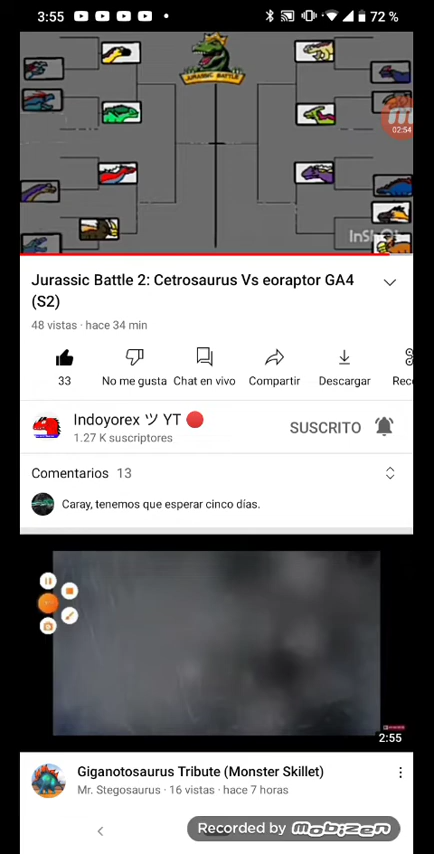 3:55
72 %
JURASSIC BATTLE
02:54
InShOt
Jurassic Battle 2: Cetrosaurus Vs eoraptor GA4
(S2)
48 vistas · hace 34 min
33
No me gusta
Chat en vivo
Compartir
Descargar
Rec
Indoyorex ツ YT
1.27 K suscriptores
SUSCRITO
Comentarios 13
Caray, tenemos que esperar cinco días.
2:55
Giganotosaurus Tribute (Monster Skillet)
Mr. Stegosaurus · 16 vistas · hace 7 horas
Recorded by MOBIZEN